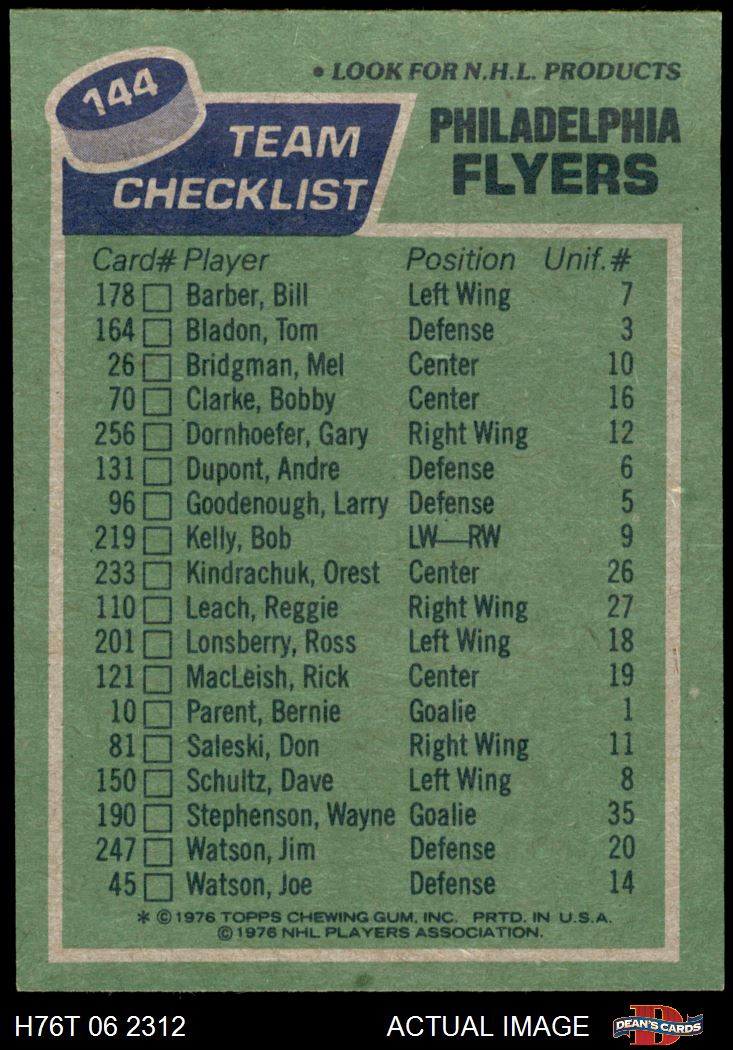 144
• LOOK FOR N.H.L. PRODUCTS
TEAM CHECKLIST
PHILADELPHIA FLYERS
Card# Player Position Unif. #
178 Barber, Bill Left Wing 7
164 Bladon, Tom Defense 3
26 Bridgman, Mel Center 10
70 Clarke, Bobby Center 16
256 Dornhoefer, Gary Right Wing 12
131 Dupont, Andre Defense 6
96 Goodenough, Larry Defense 5
219 Kelly, Bob LW—RW 9
233 Kindrachuk, Orest Center 26
110 Leach, Reggie Right Wing 27
201 Lonsberry, Ross Left Wing 18
121 MacLeish, Rick Center 19
10 Parent, Bernie Goalie 1
81 Saleski, Don Right Wing 11
150 Schultz, Dave Left Wing 8
190 Stephenson, Wayne Goalie 35
247 Watson, Jim Defense 20
45 Watson, Joe Defense 14
* © 1976 TOPPS CHEWING GUM, INC. PRTD. IN U.S.A.
© 1976 NHL PLAYERS ASSOCIATION.
H76T 06 2312 ACTUAL IMAGE D DEAN'S CARDS